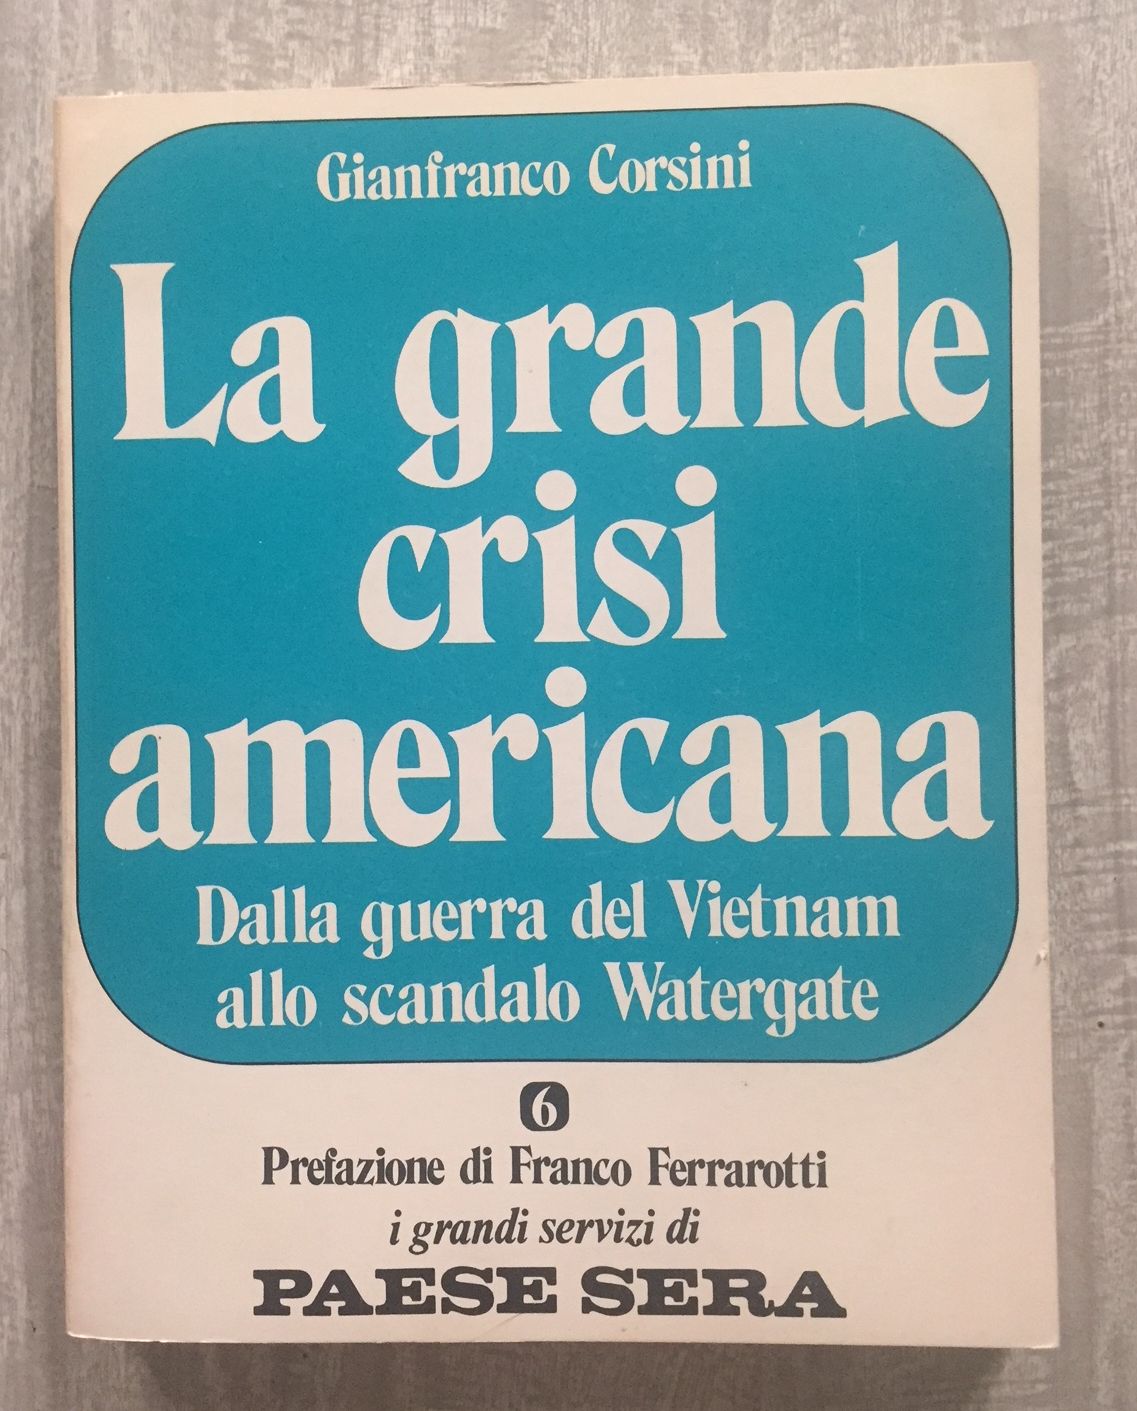 Gianfranco Corsini
La grande
crisi
americana
Dalla guerra del Vietnam
allo scandalo Watergate
6
Prefazione di Franco Ferrarotti
i grandi servizi di
PAESE SERA